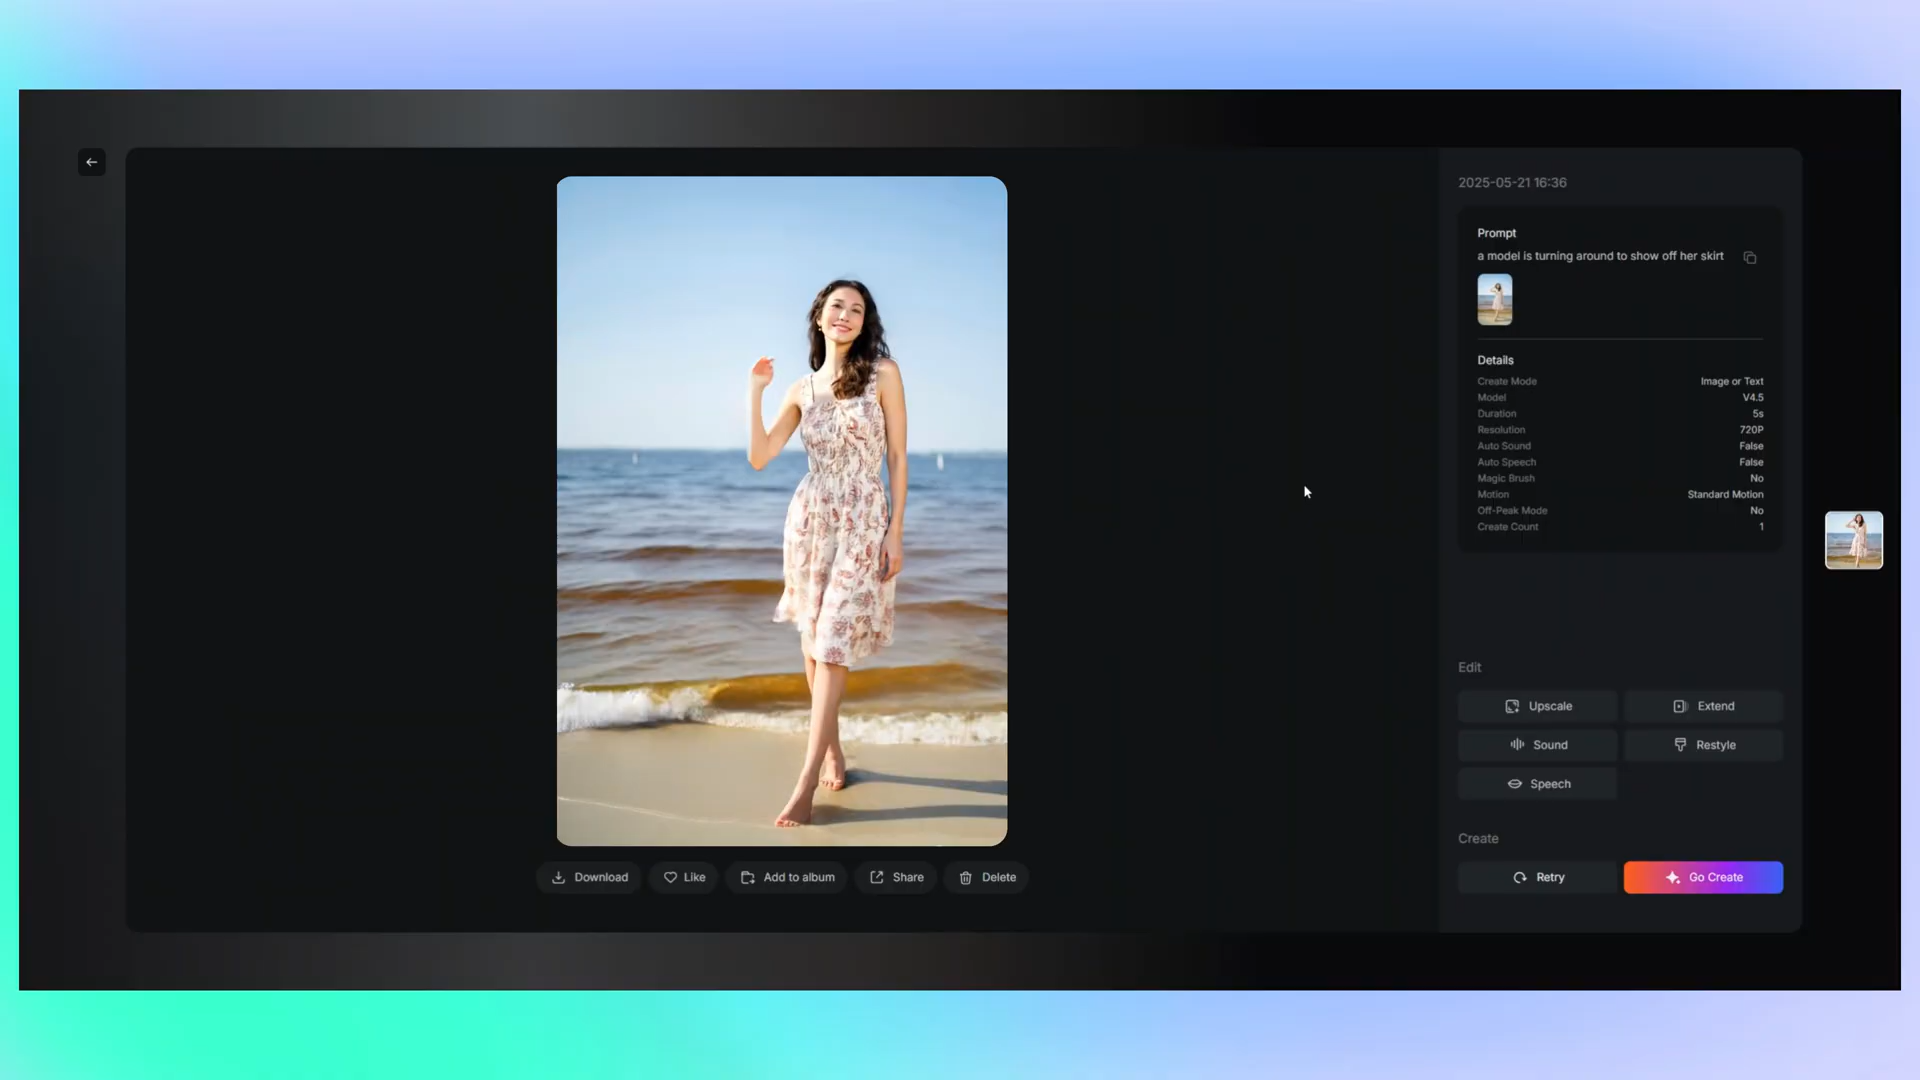 2025-05-21 16:36
Prompt
a model is turning around to show off her skirt
Details
Create Mode Image or Text
Model V4.5
Duration 5s
Resolution 720P
Auto Sound False
Auto Speech False
Magic Brush No
Motion Standard Motion
Off-Peak Mode No
Create Count 1
Edit
Upscale Extend
Sound Restyle
Speech
Create
Retry Go Create
Download Like Add to album Share Delete